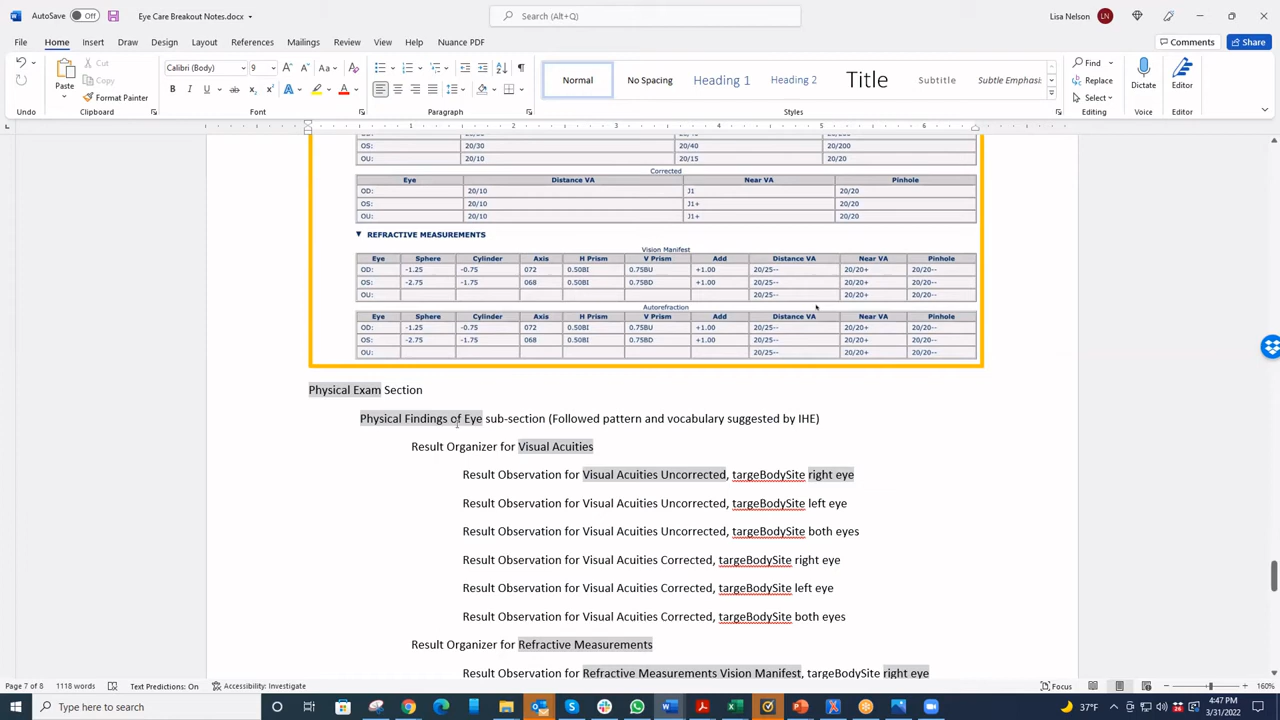 AutoSave Off Eye Care Breakout Notes.docx Search (Alt+Q) Lisa Nelson LN
File Home Insert Draw Design Layout References Mailings Review View Help Nuance PDF Comments Share
Paste Cut Copy Format Painter
Calibri (Body) 9
Normal No Spacing Heading 1 Heading 2 Title Subtitle Subtle Emphasi...
Find Replace Select Dictate Editor
Undo Clipboard Font Paragraph Styles Voice Editor
OS: 20/30 20/40 20/200
OU: 20/10 20/15 20/20
Corrected
Eye Distance VA Near VA Pinhole
OD: 20/10 J1 20/20
OS: 20/10 J1+ 20/20
OU: 20/10 J1+ 20/20
▼ REFRACTIVE MEASUREMENTS
Vision Manifest
Eye Sphere Cylinder Axis H Prism V Prism Add Distance VA Near VA Pinhole
OD: -1.25 -0.75 072 0.50BI 0.75BU +1.00 20/25-- 20/20+ 20/20--
OS: -2.75 -1.75 068 0.50BI 0.75BD +1.00 20/25-- 20/20+ 20/20--
OU: 20/25-- 20/20+ 20/20--
Autorefraction
Eye Sphere Cylinder Axis H Prism V Prism Add Distance VA Near VA Pinhole
OD: -1.25 -0.75 072 0.50BI 0.75BU +1.00 20/25-- 20/20+ 20/20--
OS: -2.75 -1.75 068 0.50BI 0.75BD +1.00 20/25-- 20/20+ 20/20--
OU: 20/25-- 20/20+ 20/20--
Physical Exam Section
Physical Findings of Eye sub-section (Followed pattern and vocabulary suggested by IHE)
Result Organizer for Visual Acuities
Result Observation for Visual Acuities Uncorrected, targeBodySite right eye
Result Observation for Visual Acuities Uncorrected, targeBodySite left eye
Result Observation for Visual Acuities Uncorrected, targeBodySite both eyes
Result Observation for Visual Acuities Corrected, targeBodySite right eye
Result Observation for Visual Acuities Corrected, targeBodySite left eye
Result Observation for Visual Acuities Corrected, targeBodySite both eyes
Result Organizer for Refractive Measurements
Result Observation for Refractive Measurements Vision Manifest, targeBodySite right eye
Page 7 of 8 1118 words Text Predictions: On Accessibility: Investigate Focus 160%
Type here to search 37°F 4:47 PM
3/31/2022